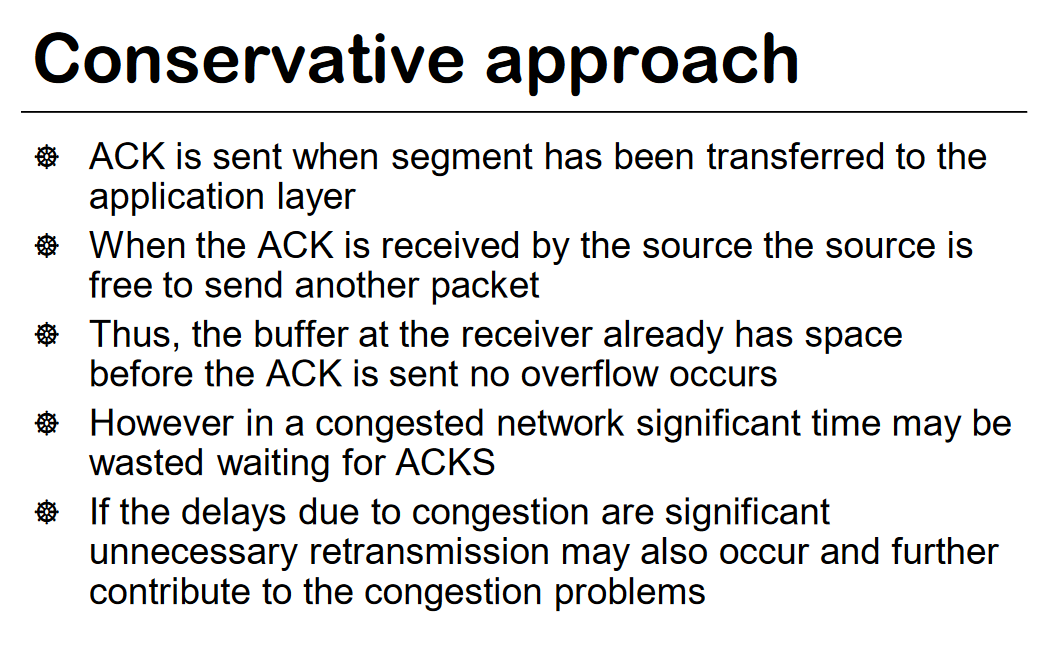 Conservative approach
ACK is sent when segment has been transferred to the
application layer
When the ACK is received by the source the source is
free to send another packet
Thus, the buffer at the receiver already has space
before the ACK is sent no overflow occurs
However in a congested network significant time may be
wasted waiting for ACKS
If the delays due to congestion are significant
unnecessary retransmission may also occur and further
contribute to the congestion problems